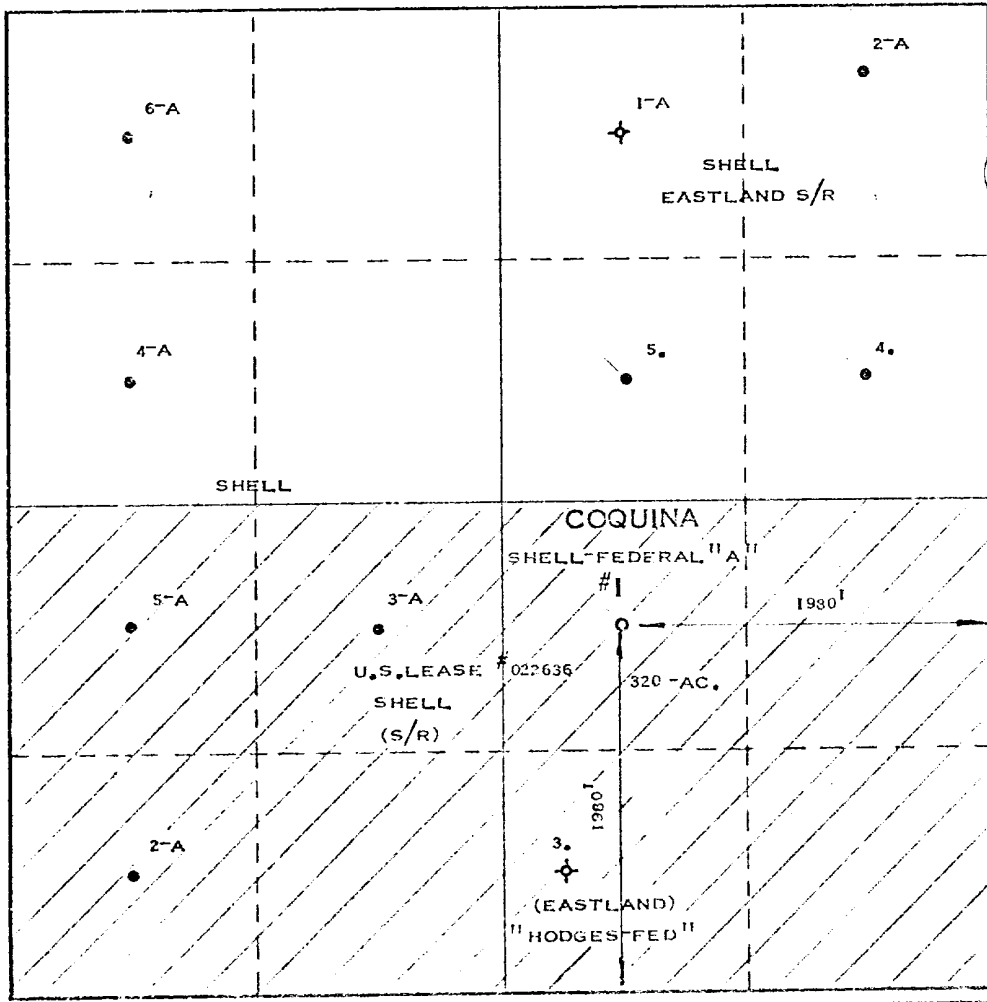 2-A
6-A
1-A
SHELL
EASTLAND S/R
4-A
5.
4.
SHELL
COQUINA
SHELL-FEDERAL "A"
#1
5-A
3-A
1980'
U.S. LEASE #022636
320-AC.
SHELL
(S/R)
1980'
2-A
3.
(EASTLAND)
"HODGES-FED"